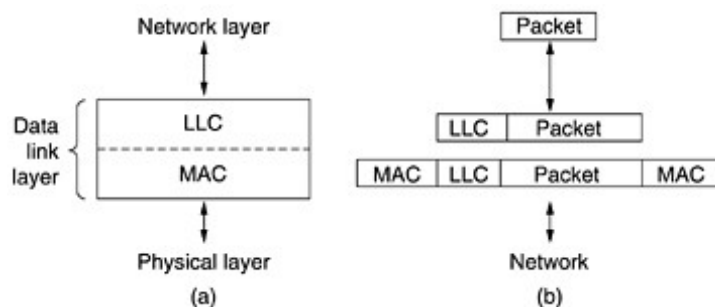 Network layer
Data
link
layer
LLC
MAC
Physical layer
(a)
Packet
LLC Packet
MAC LLC Packet MAC
Network
(b)